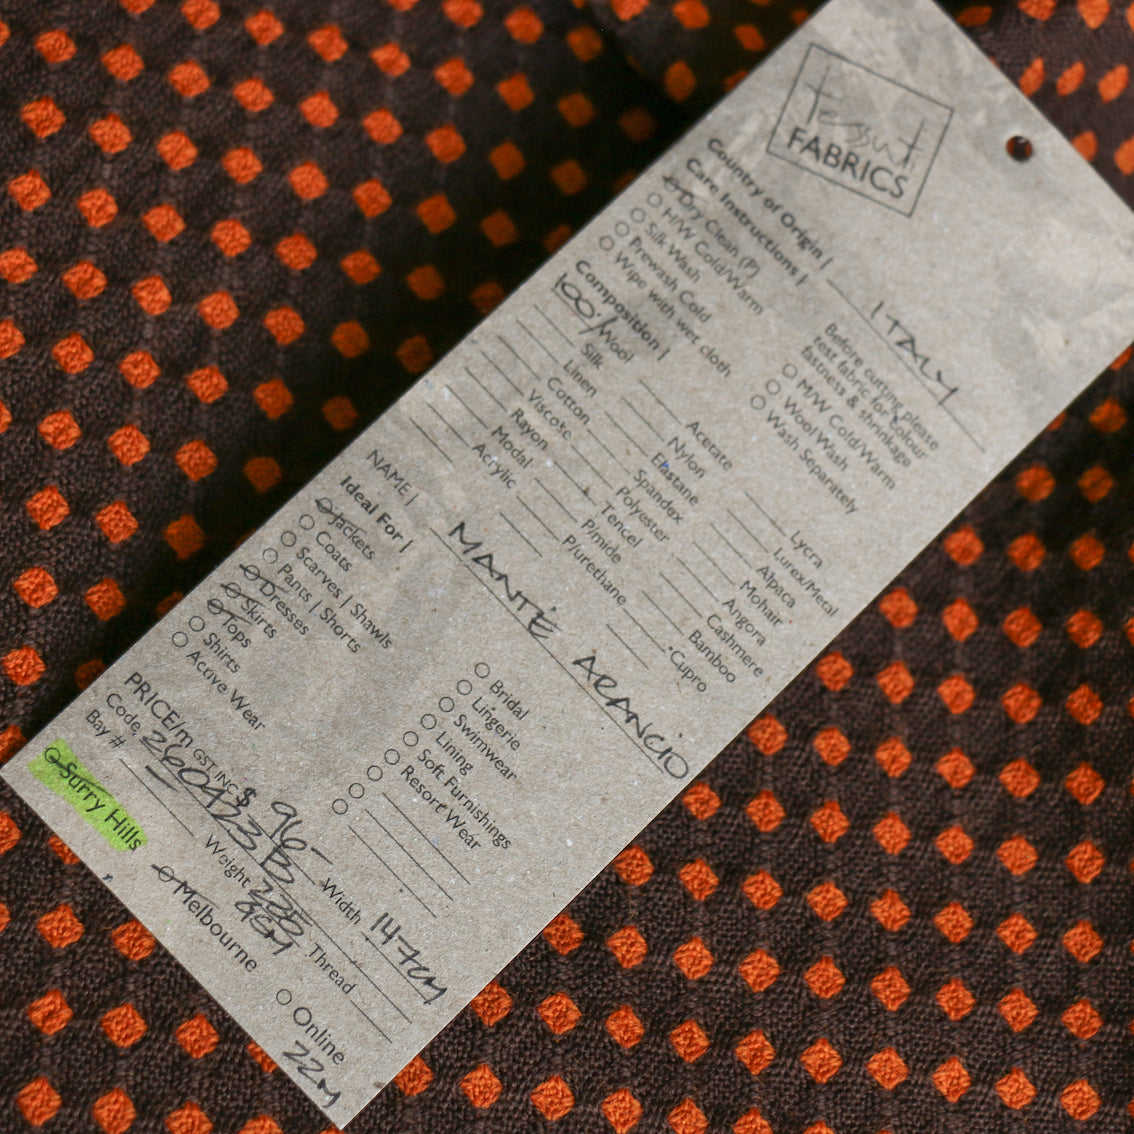 tessuti
FABRICS
Country of Origin | ITALY
Care Instructions |
Dry Clean (P)
H/W Cold/Warm
Silk Wash
Prewash Cold
Wipe with wet cloth
Before cutting, please
test fabric for colour
fastness & shrinkage
M/W Cold/Warm
Wool Wash
Wash Separately
Composition |
100% Wool
Silk
Linen
Cotton
Viscose
Rayon
Modal
Acrylic
Acetate
Nylon
Elastane
Spandex
Polyester
Tencel
P/mide
P/urethane
Lycra
Lurex/Metal
Alpaca
Mohair
Angora
Cashmere
Bamboo
Cupro
NAME | MANTÉ ARANCIO
Ideal For |
Jackets
Coats
Scarves | Shawls
Pants | Shorts
Dresses
Skirts
Tops
Shirts
Active Wear
Bridal
Lingerie
Swimwear
Lining
Soft Furnishings
Resort Wear
PRICE/m GST INC $ 96-
Code 260423B Width 147cm
Bay # Weight 235 Thread
GSM
Surry Hills Melbourne Online
22m